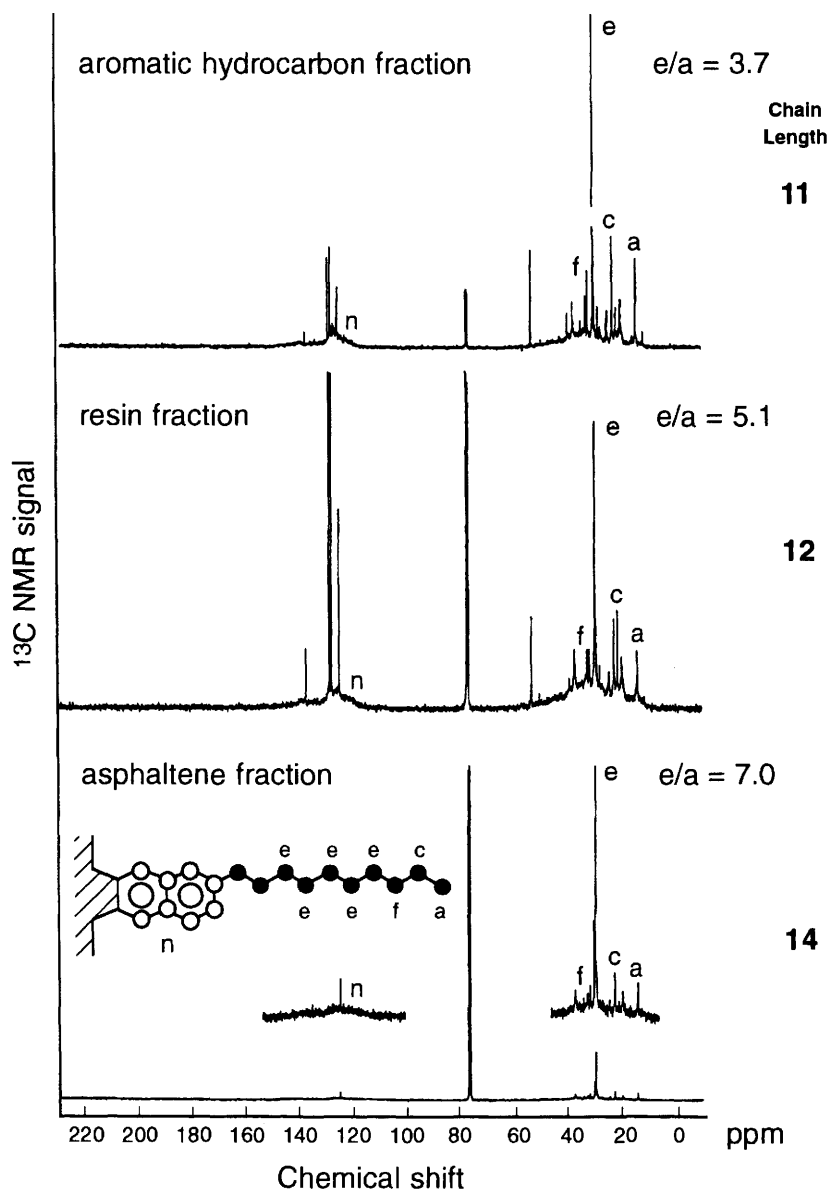 e
aromatic hydrocarbon fraction
e/a = 3.7
Chain
Length
11
c
a
f
n
resin fraction
e/a = 5.1
e
12
c
f
a
n
asphaltene fraction
e/a = 7.0
e
e e e c
e e f a
n
14
n
f c a
220 200 180 160 140 120 100 80 60 40 20 0 ppm
Chemical shift
13C NMR signal